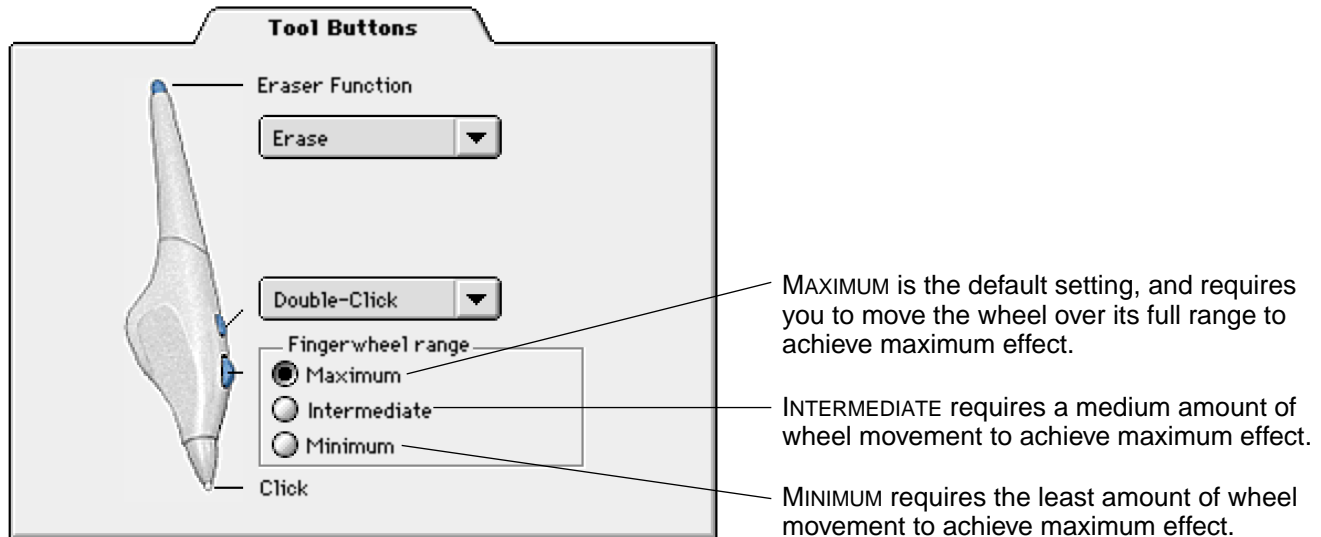 Tool Buttons
Eraser Function
Erase
Double-Click
Fingerwheel range
Maximum
Intermediate
Minimum
Click
MAXIMUM is the default setting, and requires
you to move the wheel over its full range to
achieve maximum effect.
INTERMEDIATE requires a medium amount of
wheel movement to achieve maximum effect.
MINIMUM requires the least amount of wheel
movement to achieve maximum effect.